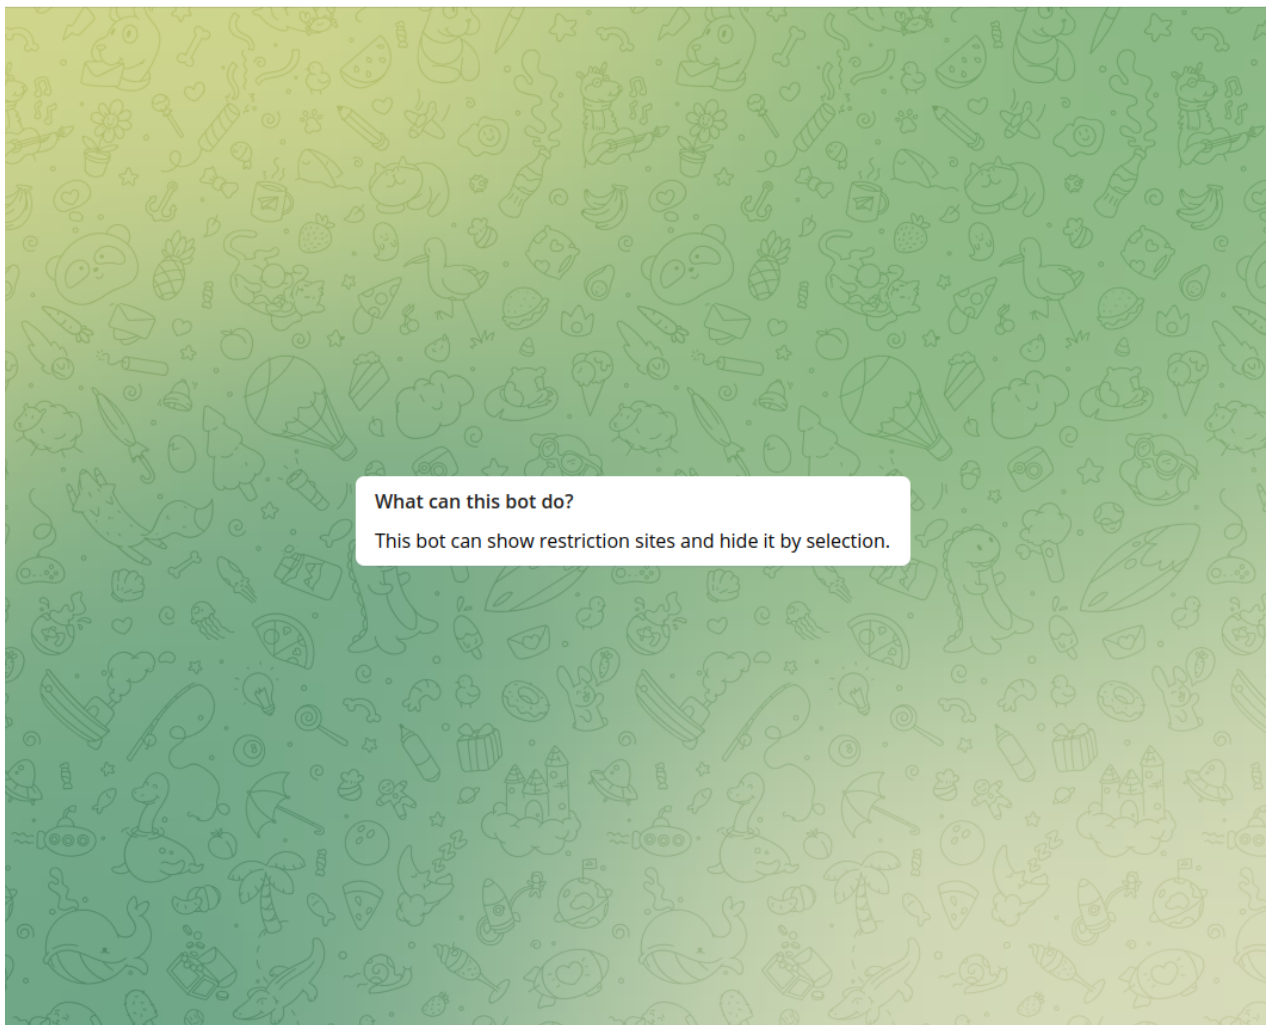 What can this bot do?
This bot can show restriction sites and hide it by selection.